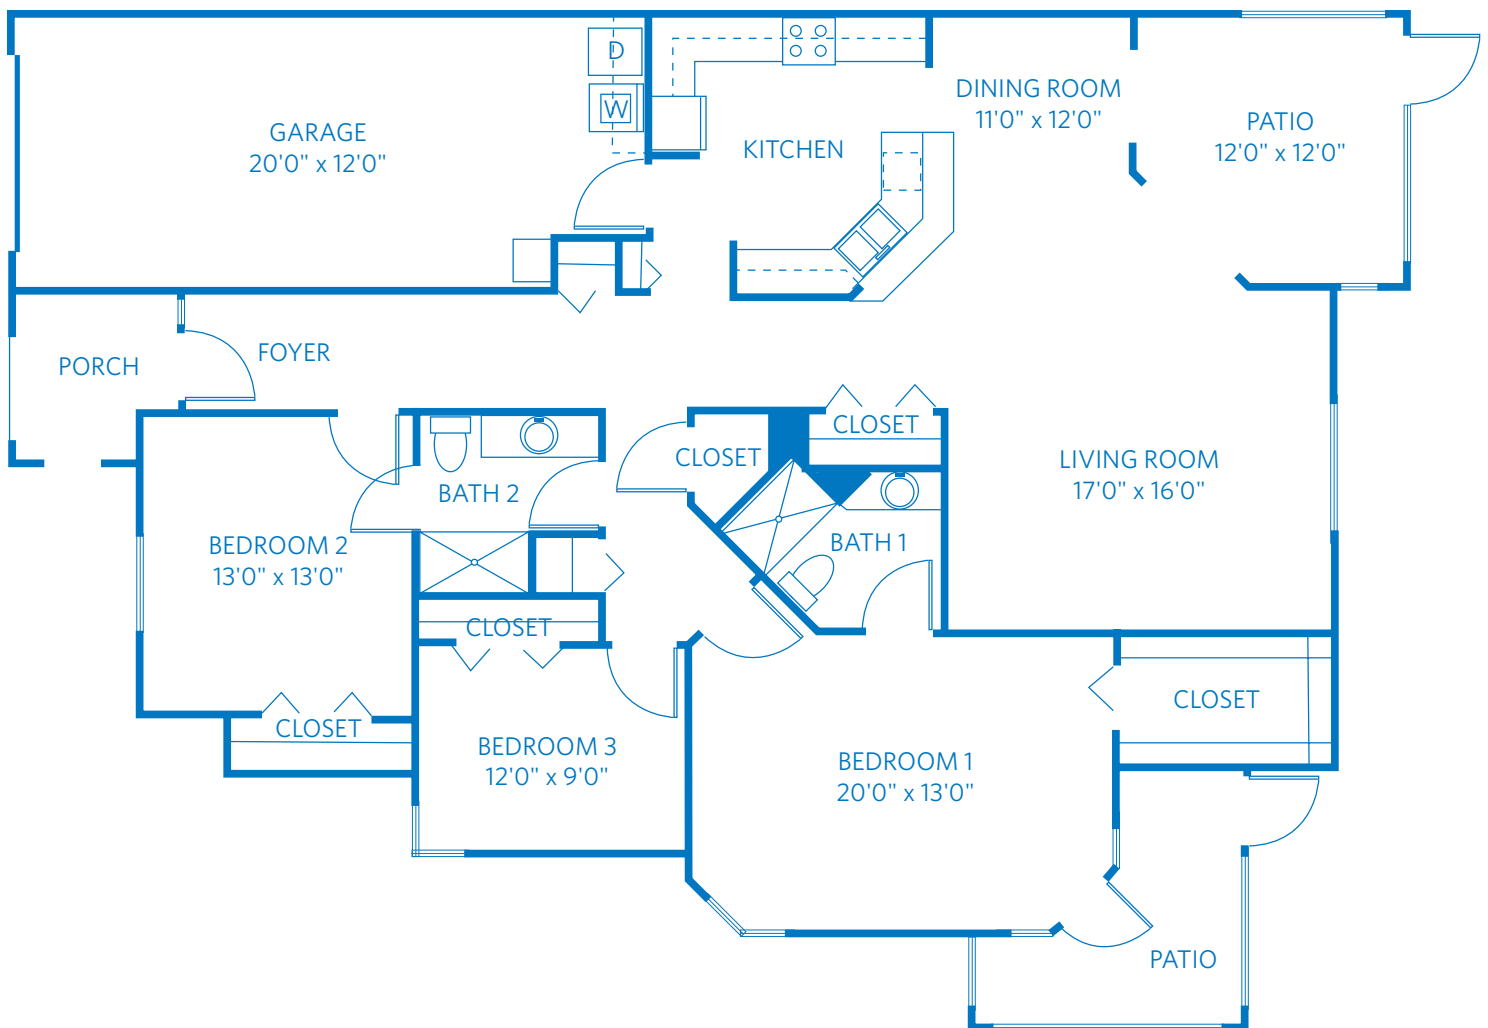 GARAGE
20'0" x 12'0"
D
W
KITCHEN
DINING ROOM
11'0" x 12'0"
PATIO
12'0" x 12'0"
PORCH
FOYER
CLOSET
CLOSET
LIVING ROOM
17'0" x 16'0"
BATH 2
BATH 1
BEDROOM 2
13'0" x 13'0"
CLOSET
CLOSET
CLOSET
BEDROOM 3
12'0" x 9'0"
BEDROOM 1
20'0" x 13'0"
PATIO